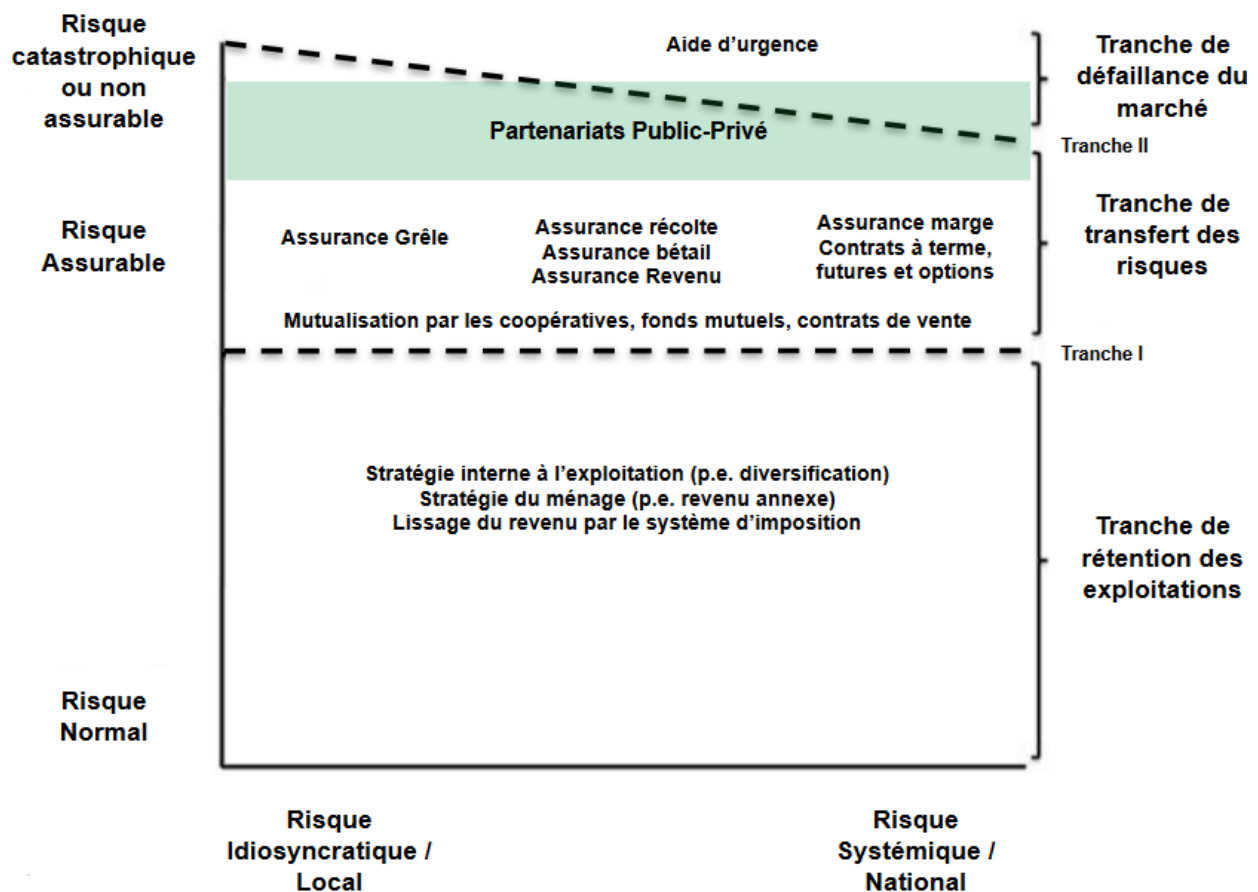 Risque
catastrophique
ou non
assurable
Aide d’urgence
Tranche de
défaillance du
marché
Partenariats Public-Privé
Tranche II
Risque
Assurable
Assurance Grêle
Assurance récolte
Assurance bétail
Assurance Revenu
Assurance marge
Contrats à terme,
futures et options
Tranche de
transfert des
risques
Mutualisation par les coopératives, fonds mutuels, contrats de vente
Tranche I
Stratégie interne à l’exploitation (p.e. diversification)
Stratégie du ménage (p.e. revenu annexe)
Lissage du revenu par le système d’imposition
Tranche de
rétention des
exploitations
Risque
Normal
Risque
Idiosyncratique /
Local
Risque
Systémique /
National